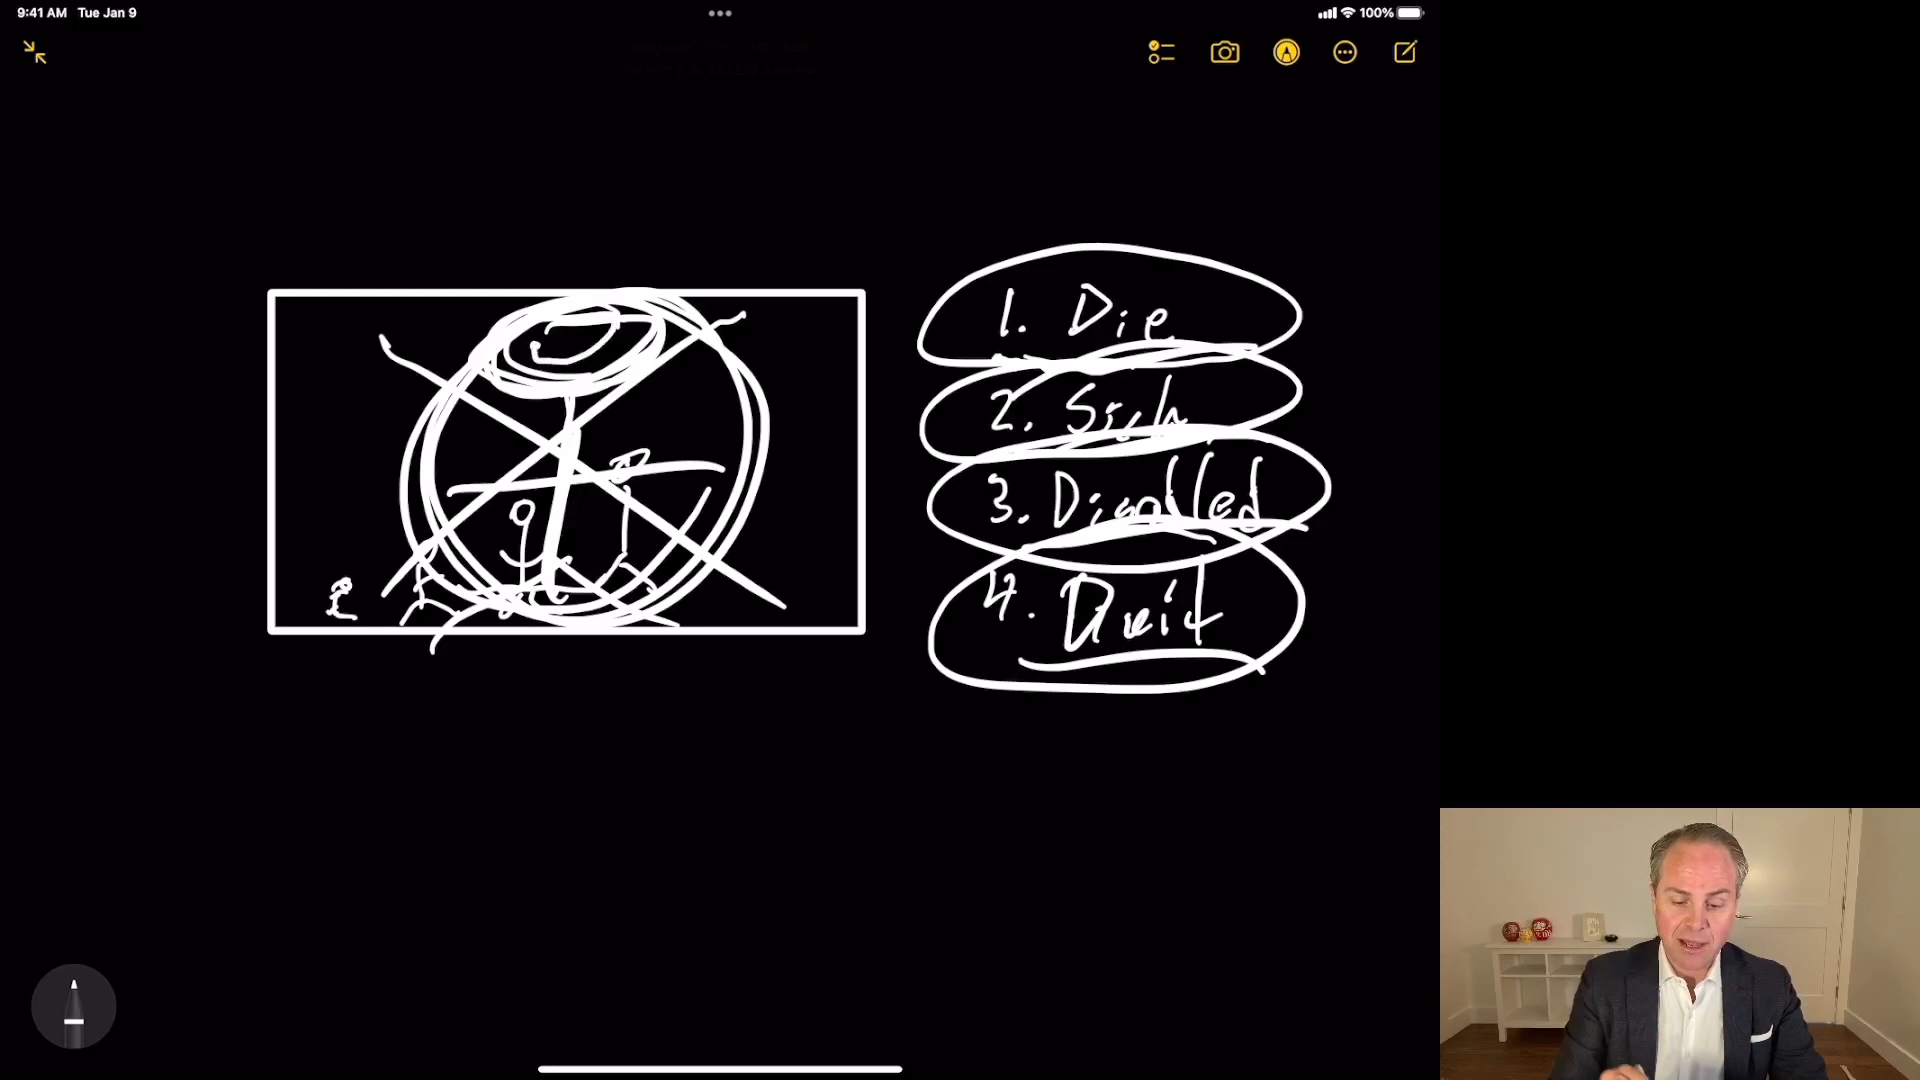 9:41 AM Tue Jan 9
100%
1. Die
2. Sick
3. Disabled
4. Quit